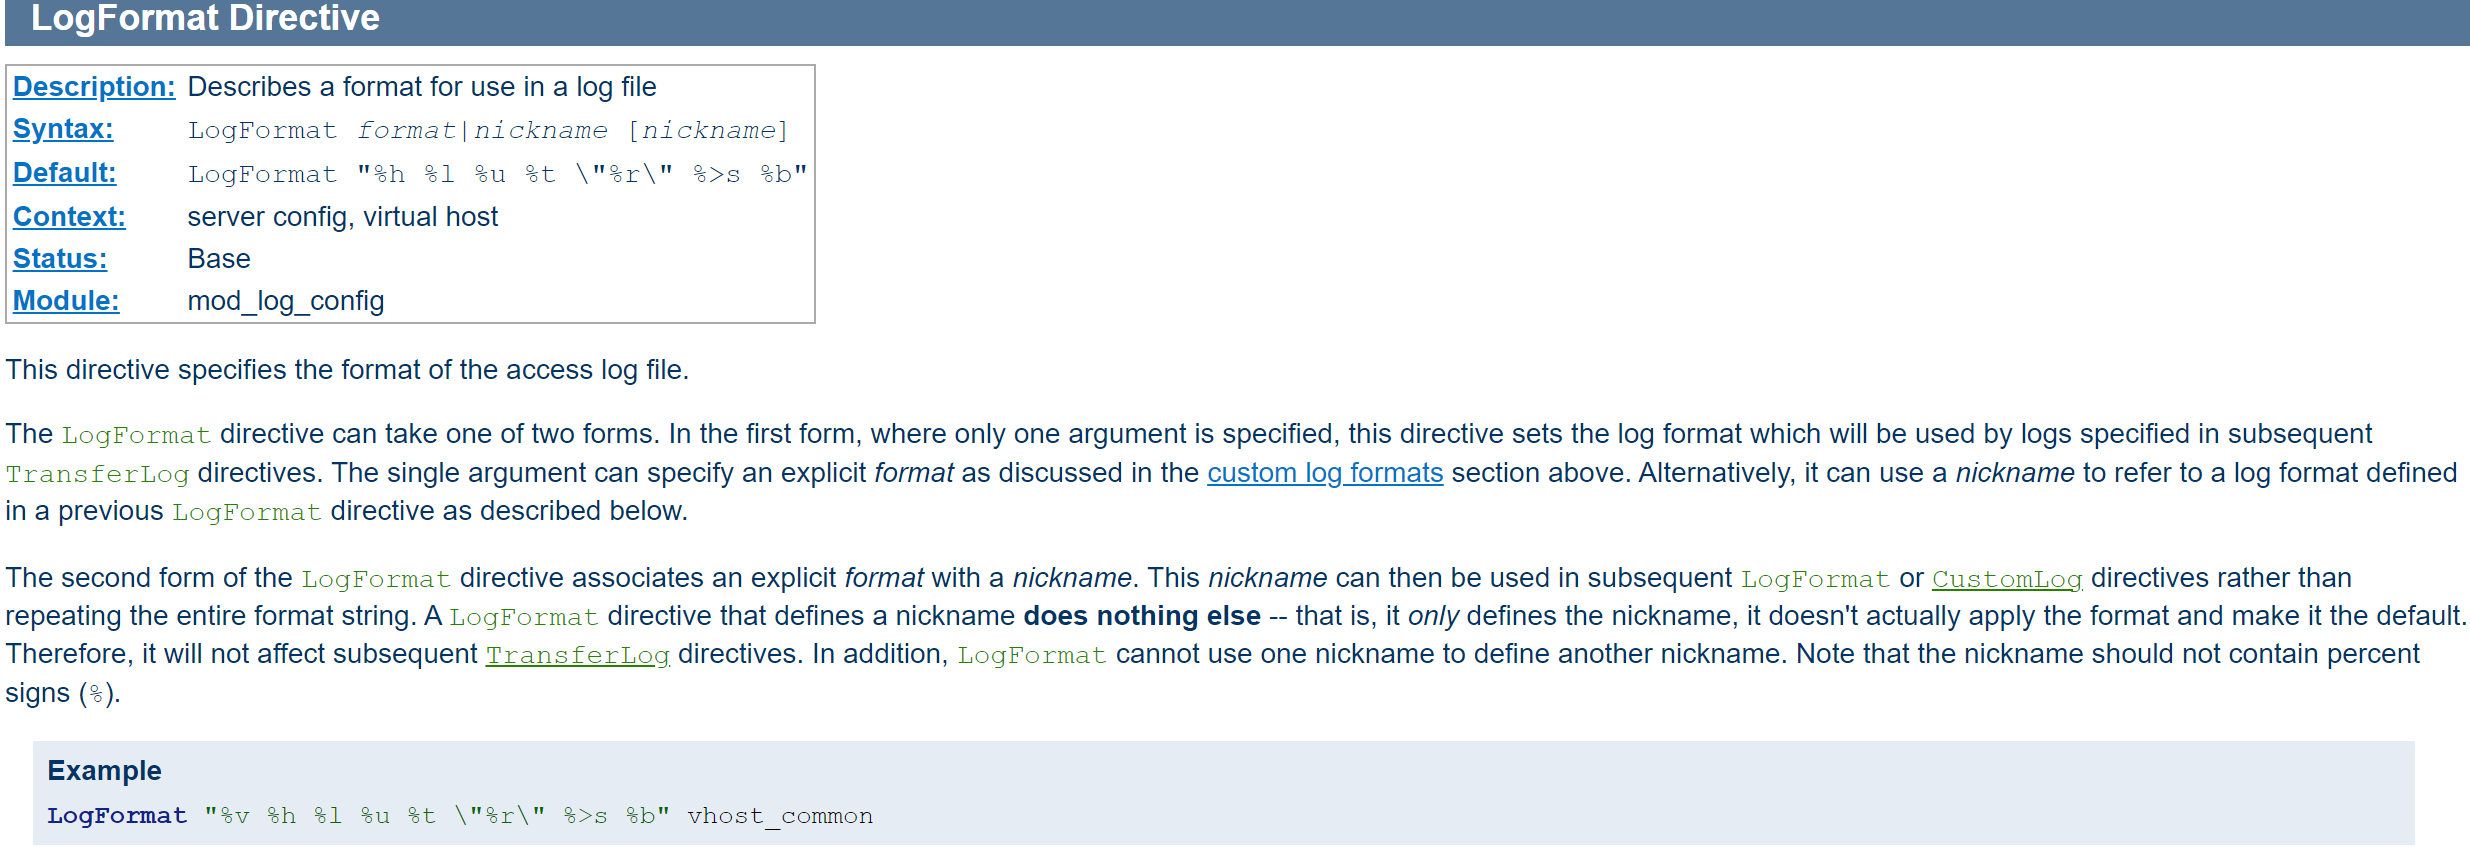 LogFormat Directive
Description: Describes a format for use in a log file
Syntax: LogFormat format|nickname [nickname]
Default: LogFormat "%h %l %u %t \"%r\" %>s %b"
Context: server config, virtual host
Status: Base
Module: mod_log_config
This directive specifies the format of the access log file.
The LogFormat directive can take one of two forms. In the first form, where only one argument is specified, this directive sets the log format which will be used by logs specified in subsequent
TransferLog directives. The single argument can specify an explicit format as discussed in the custom log formats section above. Alternatively, it can use a nickname to refer to a log format defined
in a previous LogFormat directive as described below.
The second form of the LogFormat directive associates an explicit format with a nickname. This nickname can then be used in subsequent LogFormat or CustomLog directives rather than
repeating the entire format string. A LogFormat directive that defines a nickname does nothing else -- that is, it only defines the nickname, it doesn't actually apply the format and make it the default.
Therefore, it will not affect subsequent TransferLog directives. In addition, LogFormat cannot use one nickname to define another nickname. Note that the nickname should not contain percent
signs (%).
Example
LogFormat "%v %h %l %u %t \"%r\" %>s %b" vhost_common